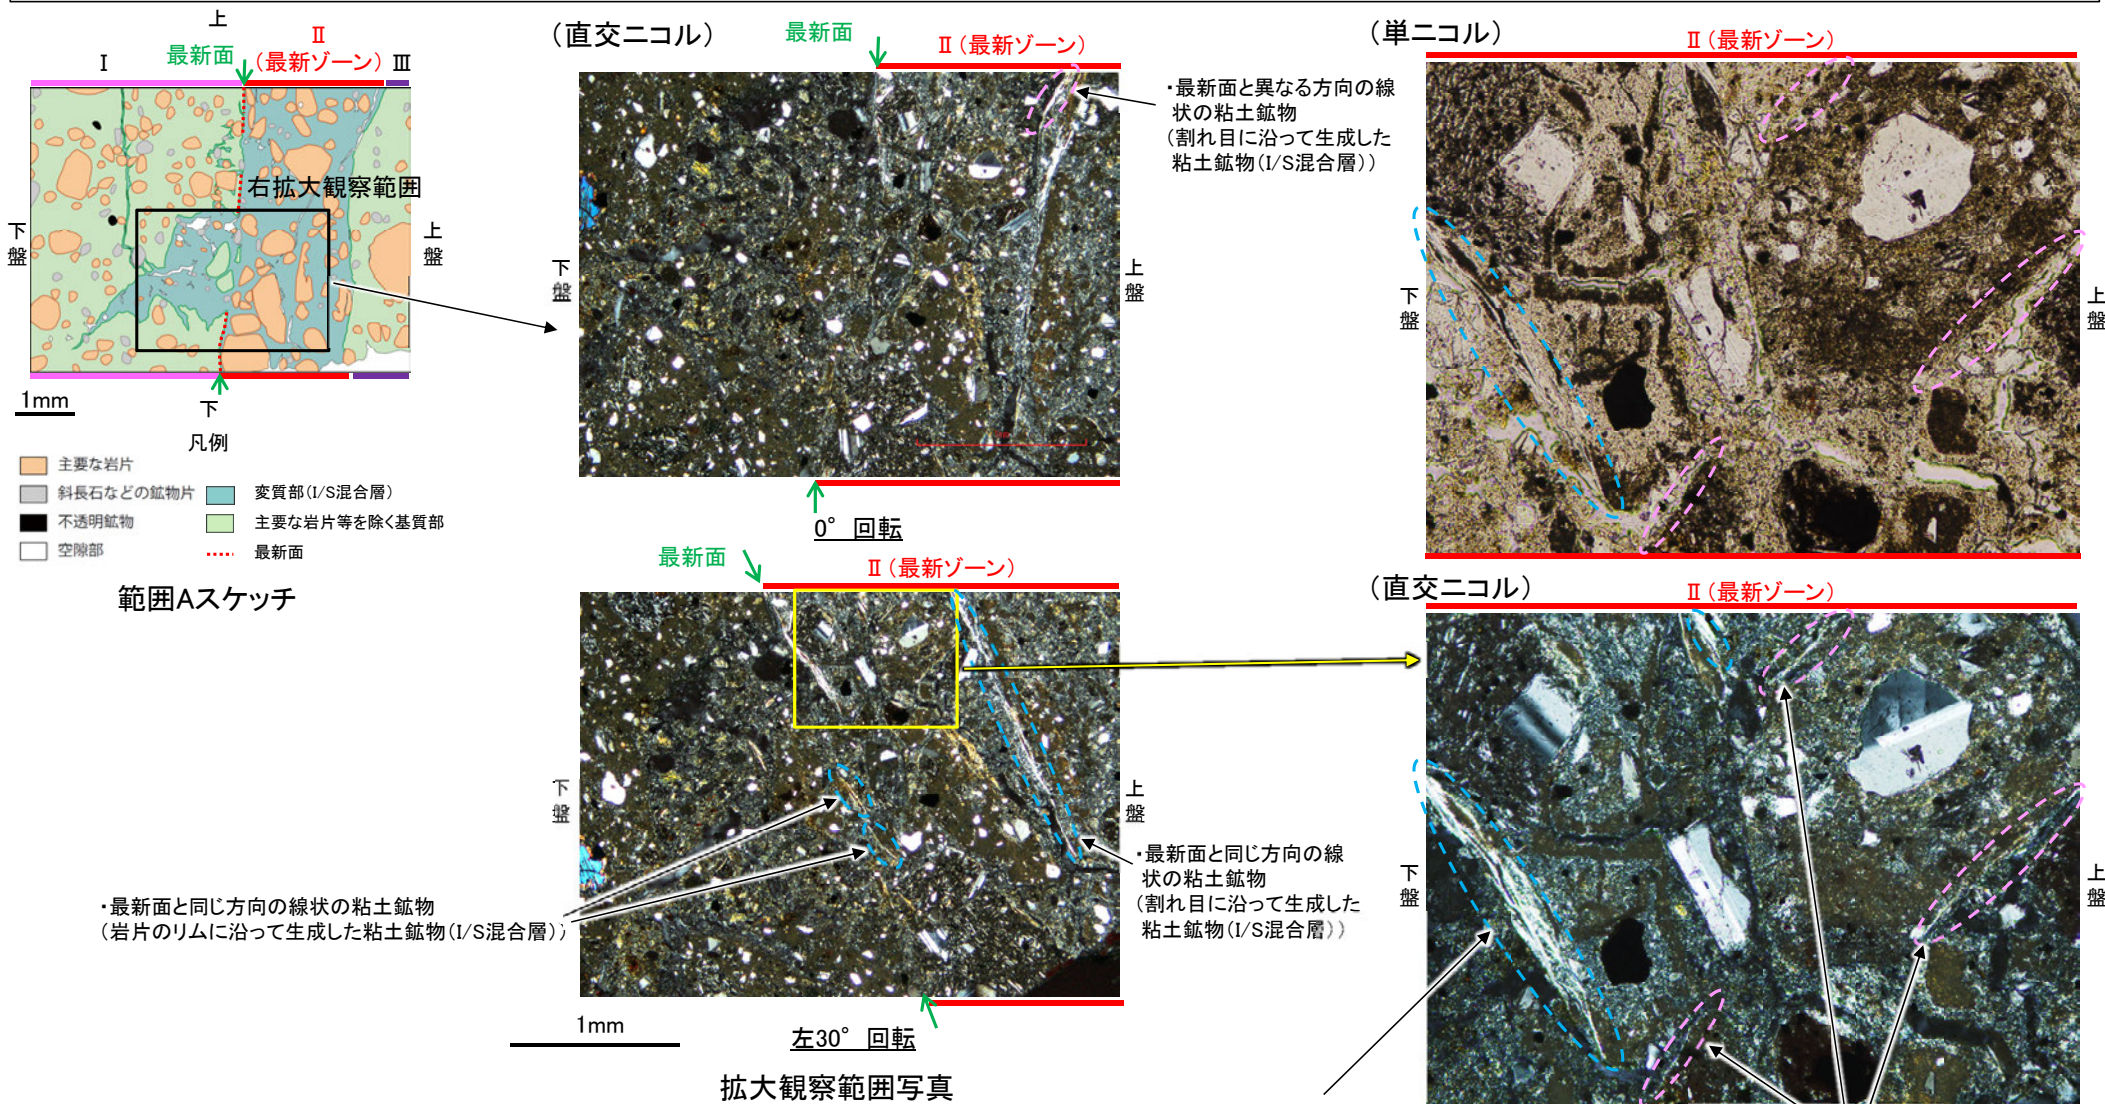 上
最新面
Ⅱ
(最新ゾーン)
Ⅰ
Ⅲ
右拡大観察範囲
下盤
上盤
1mm
下
凡例
主要な岩片
斜長石などの鉱物片
不透明鉱物
空隙部
変質部(I/S混合層)
主要な岩片等を除く基質部
最新面
範囲Aスケッチ
(直交ニコル)
最新面
Ⅱ(最新ゾーン)
・最新面と異なる方向の線
状の粘土鉱物
(割れ目に沿って生成した
粘土鉱物(I/S混合層))
下盤
上盤
0° 回転
最新面
Ⅱ(最新ゾーン)
下盤
上盤
・最新面と同じ方向の線状の粘土鉱物
(岩片のリムに沿って生成した粘土鉱物(I/S混合層))
・最新面と同じ方向の線
状の粘土鉱物
(割れ目に沿って生成した
粘土鉱物(I/S混合層))
1mm
左30° 回転
拡大観察範囲写真
(単ニコル)
Ⅱ(最新ゾーン)
下盤
上盤
(直交ニコル)
Ⅱ(最新ゾーン)
下盤
上盤